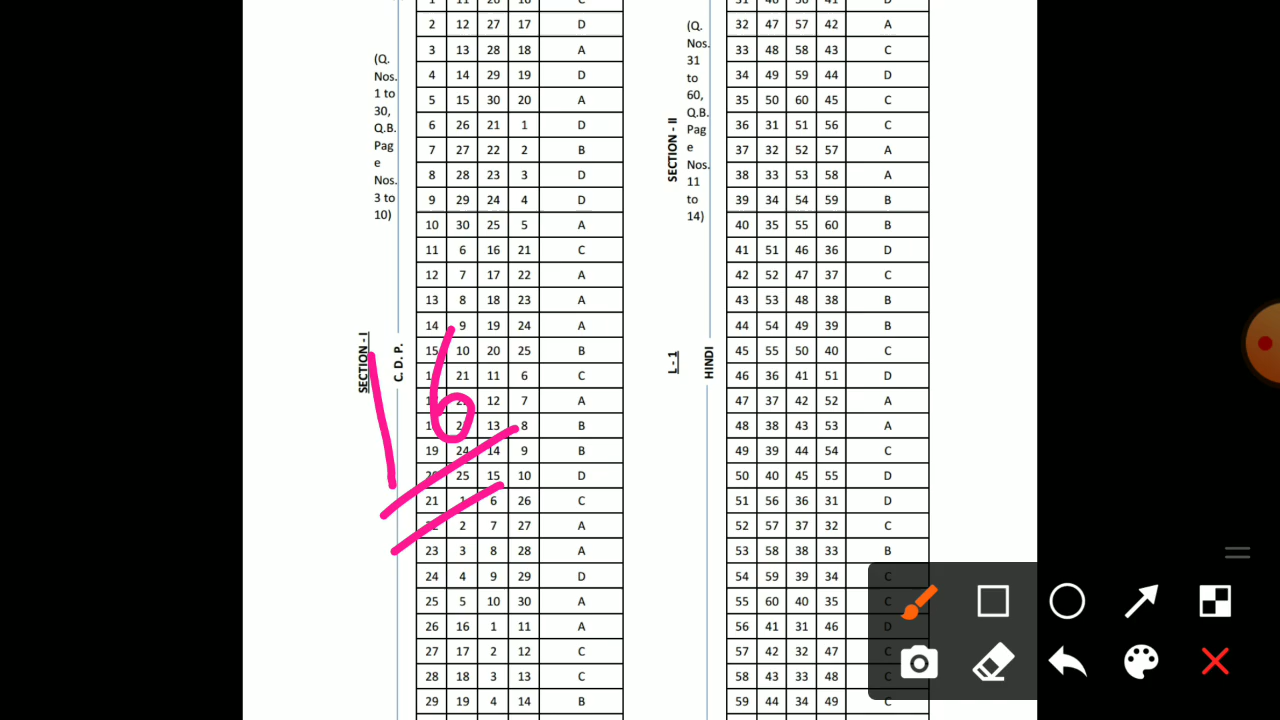 (Q.
Nos.
1 to
30,
Q.B.
Pag
e
Nos.
3 to
10)
SECTION - I
C. D. P.
1 11 26 16 C
2 12 27 17 D
3 13 28 18 A
4 14 29 19 D
5 15 30 20 A
6 26 21 1 D
7 27 22 2 B
8 28 23 3 D
9 29 24 4 D
10 30 25 5 A
11 6 16 21 C
12 7 17 22 A
13 8 18 23 A
14 9 19 24 A
15 10 20 25 B
21 11 6 C
12 7 A
13 8 B
19 24 14 9 B
25 15 10 D
21 1 6 26 C
2 7 27 A
23 3 8 28 A
24 4 9 29 D
25 5 10 30 A
26 16 1 11 A
27 17 2 12 C
28 18 3 13 C
29 19 4 14 B
16
(Q.
Nos.
31
to
60,
Q.B.
Pag
e
Nos.
11
to
14)
SECTION - II
L - 1
HINDI
31 46 56 41
32 47 57 42 A
33 48 58 43 C
34 49 59 44 D
35 50 60 45 C
36 31 51 56 C
37 32 52 57 A
38 33 53 58 A
39 34 54 59 B
40 35 55 60 B
41 51 46 36 D
42 52 47 37 C
43 53 48 38 B
44 54 49 39 B
45 55 50 40 C
46 36 41 51 D
47 37 42 52 A
48 38 43 53 A
49 39 44 54 C
50 40 45 55 D
51 56 36 31 D
52 57 37 32 C
53 58 38 33 B
54 59 39 34 C
55 60 40 35 C
56 41 31 46 D
57 42 32 47 C
58 43 33 48 C
59 44 34 49 C